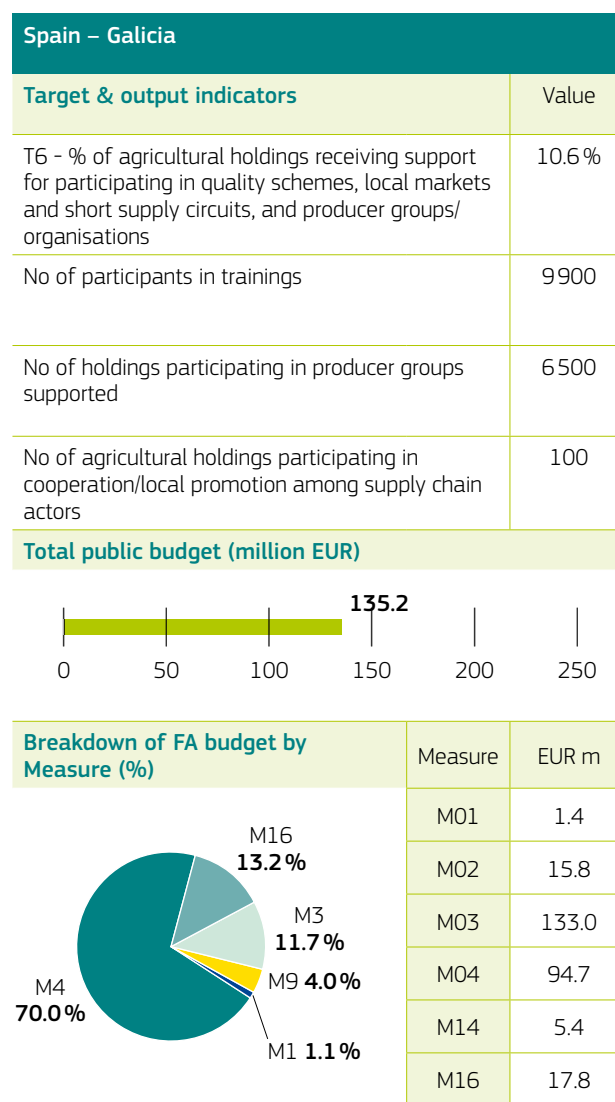 Spain – Galicia
Target & output indicators
Value
T6 - % of agricultural holdings receiving support
for participating in quality schemes, local markets
and short supply circuits, and producer groups/
organisations
10.6 %
No of participants in trainings
9 900
No of holdings participating in producer groups
supported
6 500
No of agricultural holdings participating in
cooperation/local promotion among supply chain
actors
100
Total public budget (million EUR)
135.2
0 50 100 150 200 250
Breakdown of FA budget by
Measure (%)
M16
13.2 %
M3
11.7 %
M9 4.0 %
M1 1.1 %
M4
70.0 %
Measure EUR m
M01 1.4
M02 15.8
M03 133.0
M04 94.7
M14 5.4
M16 17.8